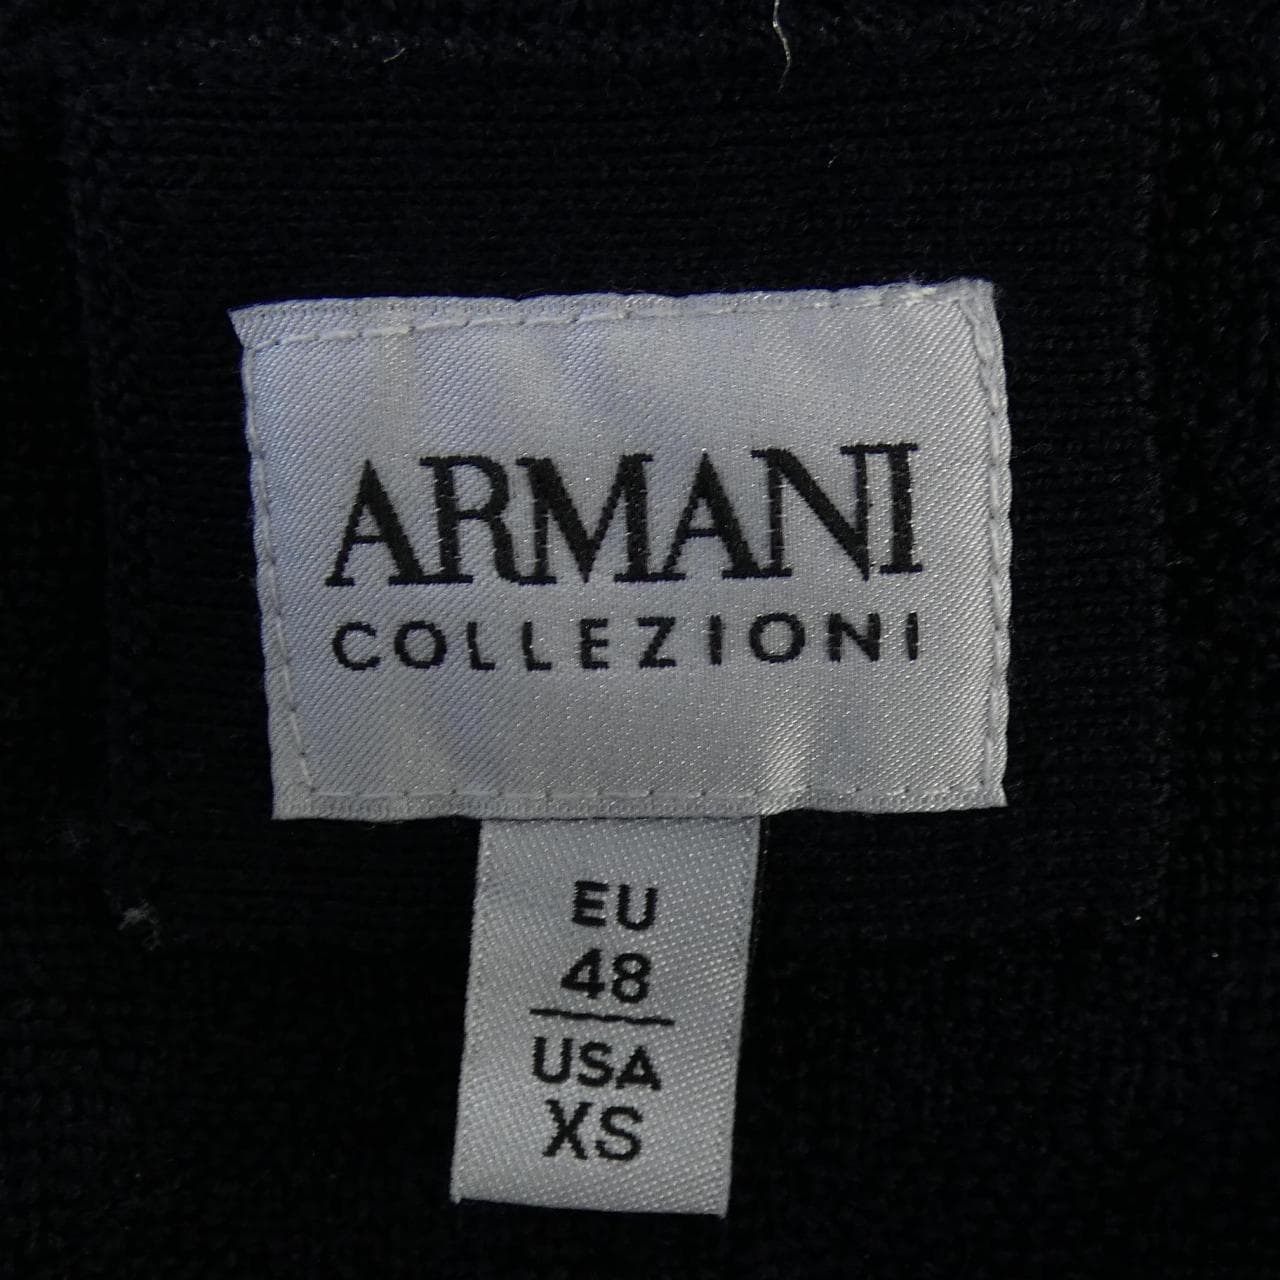 ARMANI
COLLEZIONI
EU
48
USA
XS